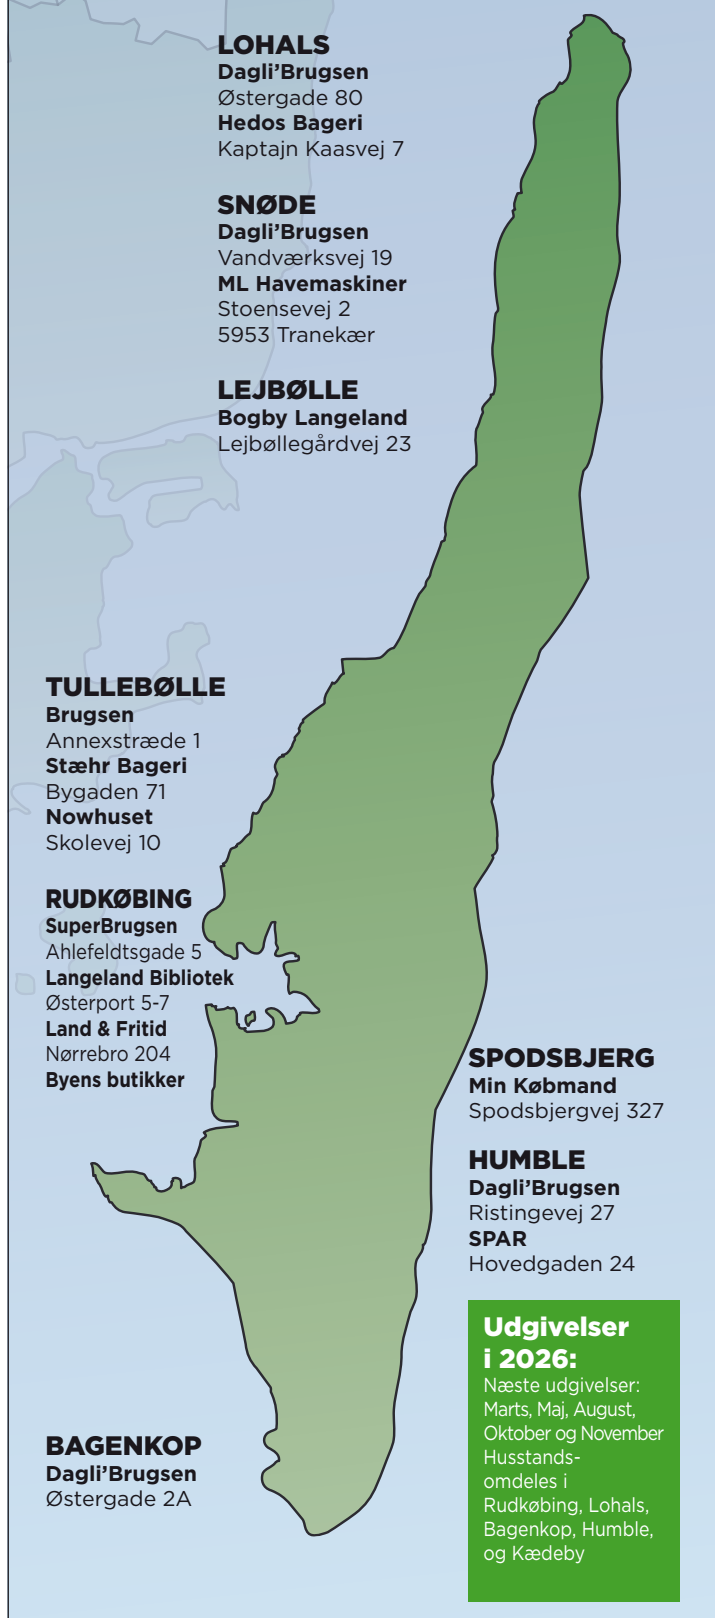 LOHALS
Dagli'Brugsen
Østergade 80
Hedos Bageri
Kaptajn Kaasvej 7
SNØDE
Dagli'Brugsen
Vandværksvej 19
ML Havemaskiner
Stoensevej 2
5953 Tranekær
LEJBØLLE
Bogby Langeland
Lejbøllegårdvej 23
TULLEBØLLE
Brugsen
Annexstræde 1
Stæhr Bageri
Bygaden 71
Nowhuset
Skolevej 10
RUDKØBING
SuperBrugsen
Ahlefeldtsgade 5
Langeland Bibliotek
Østerport 5-7
Land & Fritid
Nørrebro 204
Byens butikker
SPODSBJERG
Min Købmand
Spodsbjergvej 327
HUMBLE
Dagli'Brugsen
Ristingevej 27
SPAR
Hovedgaden 24
BAGENKOP
Dagli'Brugsen
Østergade 2A
Udgivelser
i 2026:
Næste udgivelser:
Marts, Maj, August,
Oktober og November
Husstands-
omdeles i
Rudkøbing, Lohals,
Bagenkop, Humble,
og Kædeby